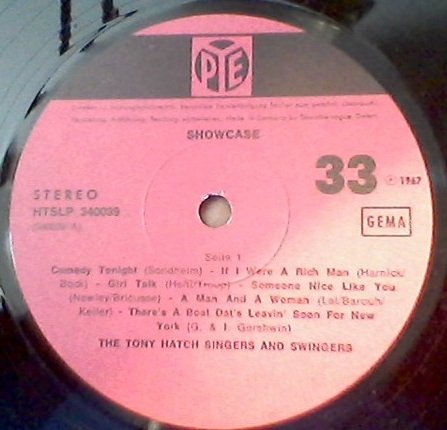 PYE
SHOWCASE
33
℗ 1967
STEREO
HTSLP 340039
GEMA
Seite 1
Comedy Tonight (Sondheim) - If I Were A Rich Man (Harnick/
Bock) - Girl Talk - Someone Nice Like You
(Newley/Bricusse) - A Man And A Woman (Lai/Barouh/
Keller) - There's A Boat Dat's Leavin' Soon For New
York (G. & I. Gershwin)
THE TONY HATCH SINGERS AND SWINGERS